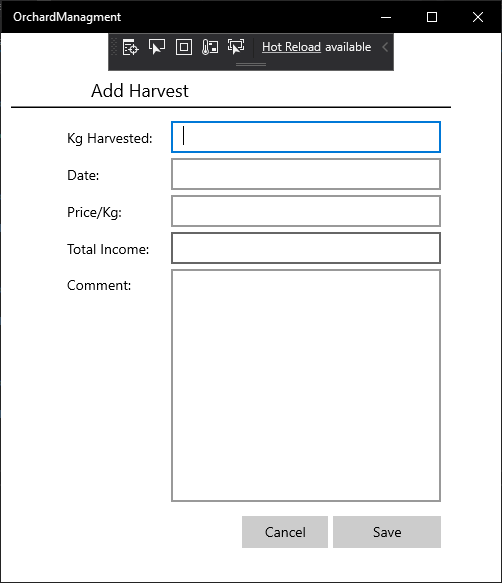 OrchardManagment
Hot Reload available
Add Harvest
Kg Harvested:
Date:
Price/Kg:
Total Income:
Comment:
Cancel
Save